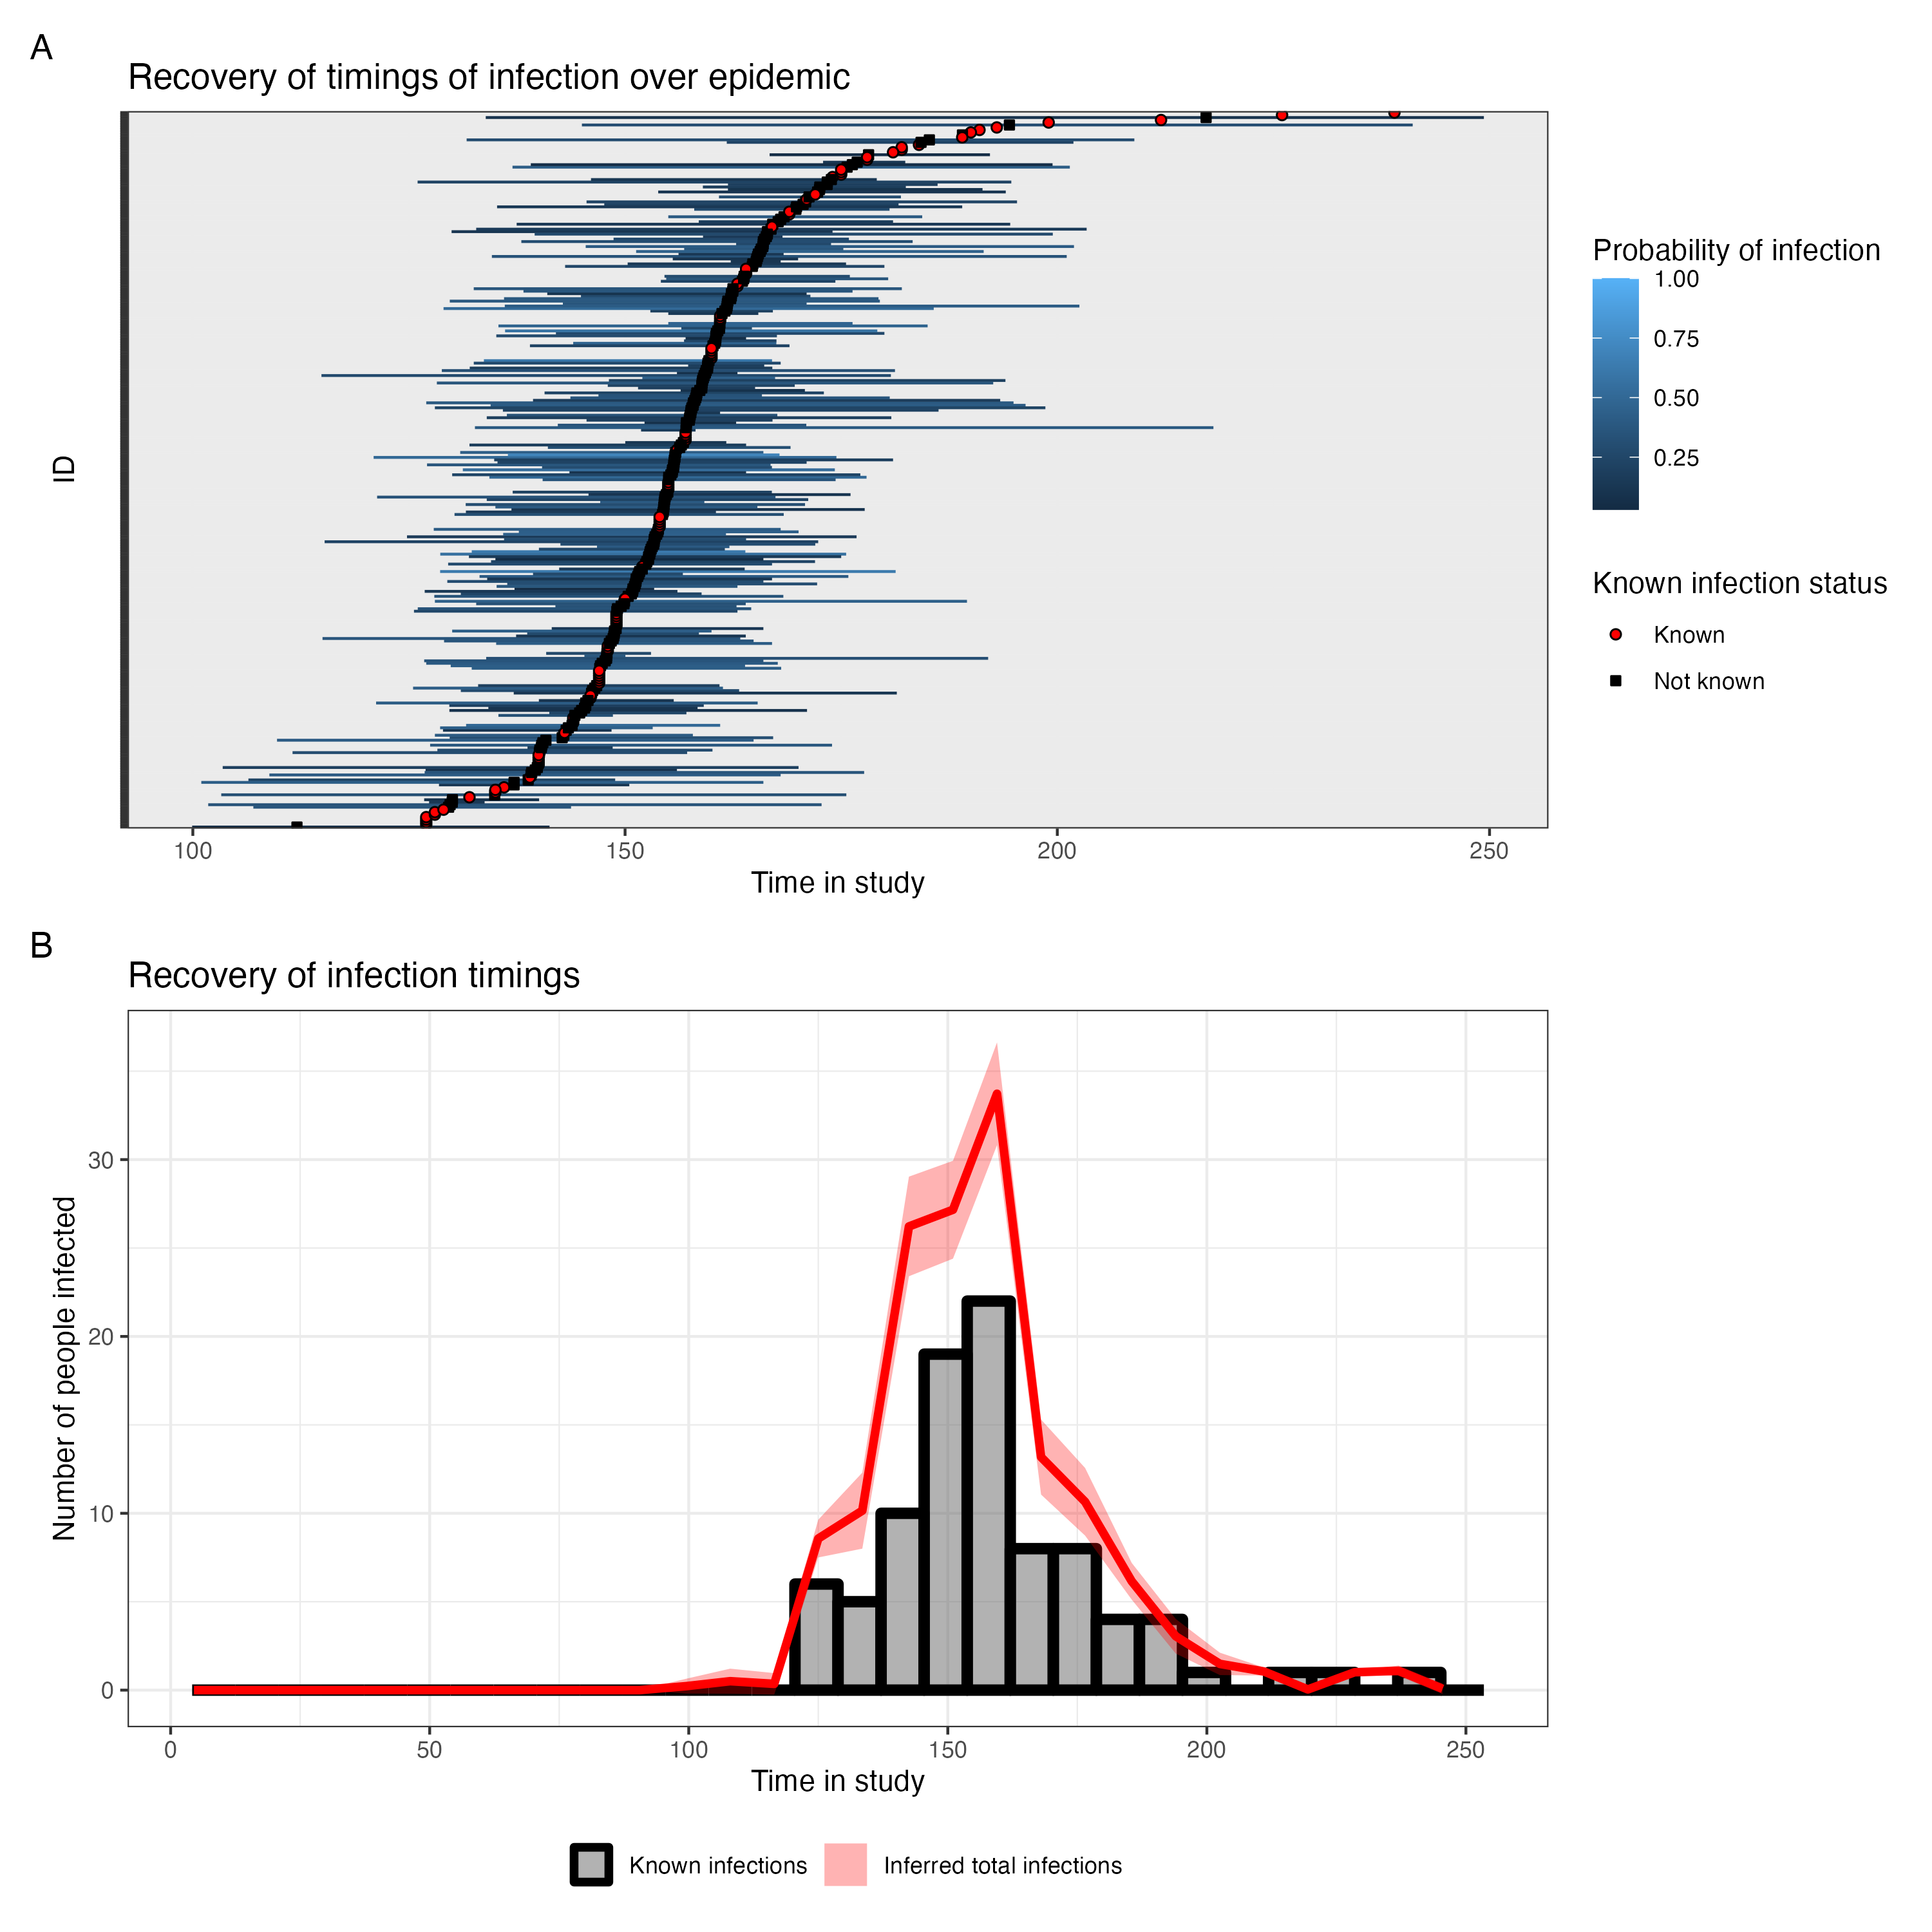 A
Recovery of timings of infection over epidemic
ID
100 150 200 250
Time in study
Probability of infection
1.00
0.75
0.50
0.25
Known infection status
Known
Not known
B
Recovery of infection timings
Number of people infected
30
20
10
0
0 50 100 150 200 250
Time in study
Known infections Inferred total infections